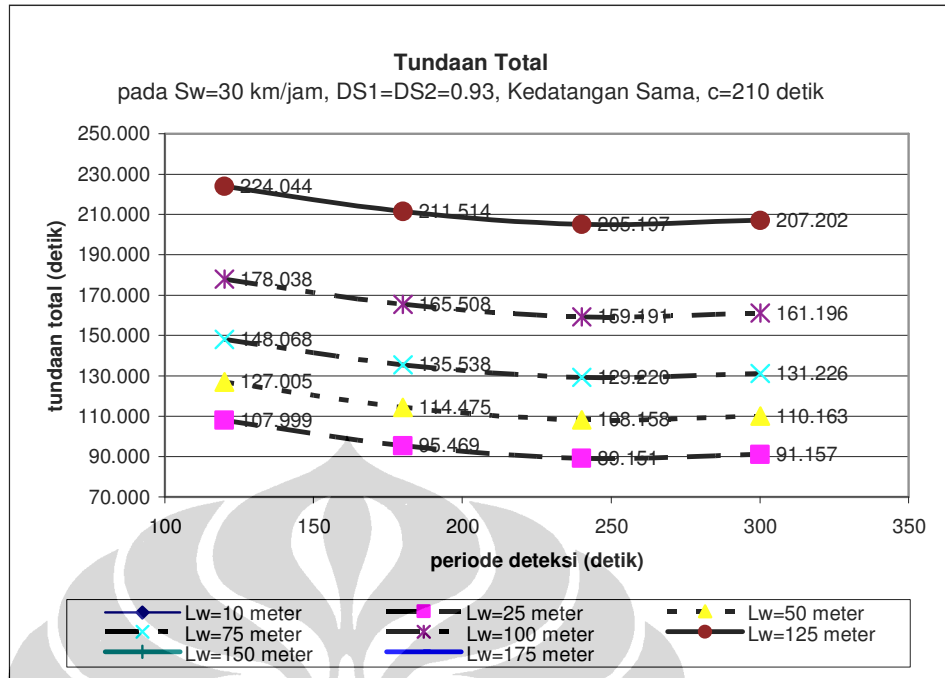 Tundaan Total
pada Sw=30 km/jam, DS1=DS2=0.93, Kedatangan Sama, c=210 detik
tundaan total (detik)
250.000
230.000
210.000
190.000
170.000
150.000
130.000
110.000
90.000
70.000
224.044 211.514 205.197 207.202
178.038 165.508 159.191 161.196
148.068 135.538 129.220 131.226
127.005 114.475 108.158 110.163
107.999 95.469 89.151 91.157
100 150 200 250 300 350
periode deteksi (detik)
Lw=10 meter Lw=25 meter Lw=50 meter
Lw=75 meter Lw=100 meter Lw=125 meter
Lw=150 meter Lw=175 meter